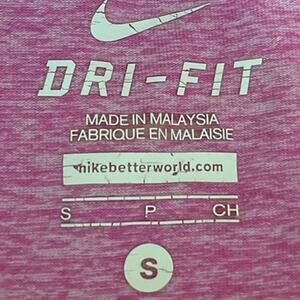 DRI-FIT
MADE IN MALAYSIA
FABRIQUE EN MALAISIE
nikebetterworld.com
S P CH
S